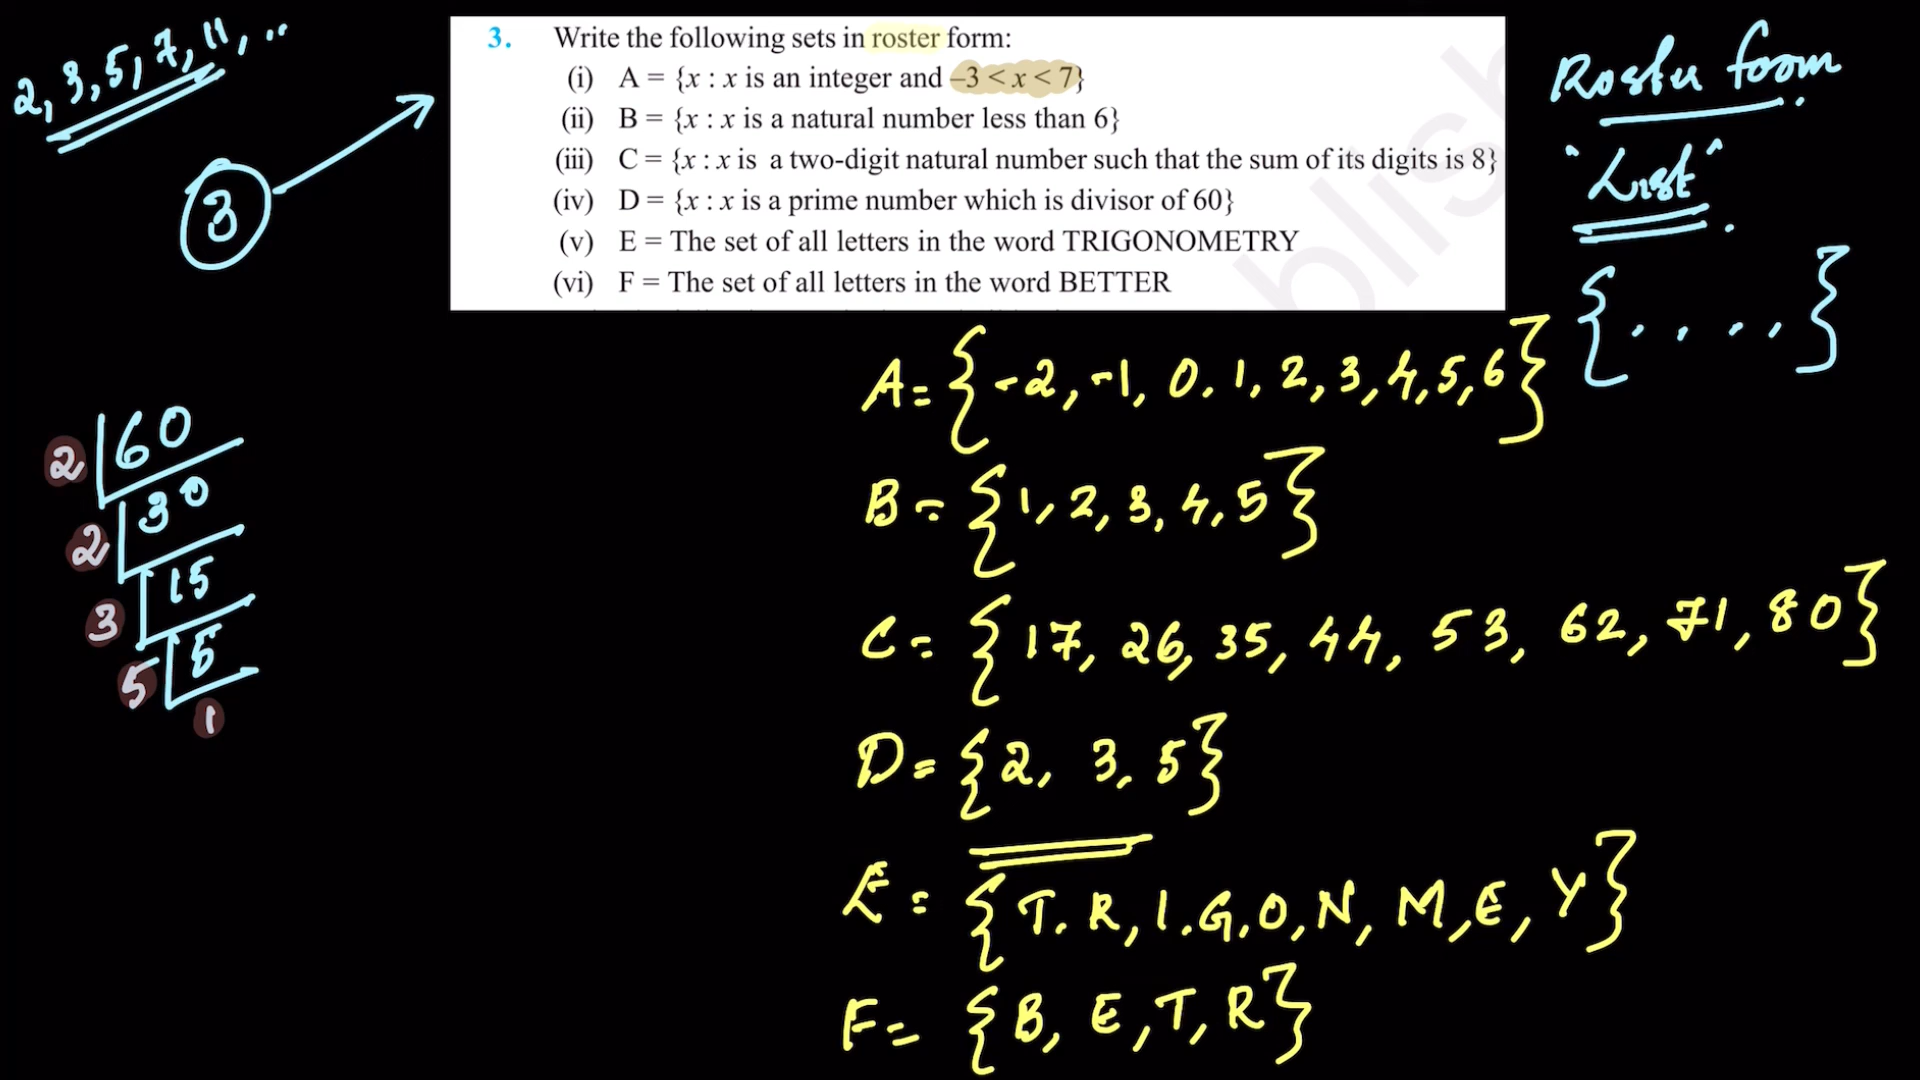 2, 3, 5, 7, 11, ..
3
3. Write the following sets in roster form:
(i) A = {x : x is an integer and –3 < x < 7}
(ii) B = {x : x is a natural number less than 6}
(iii) C = {x : x is a two-digit natural number such that the sum of its digits is 8}
(iv) D = {x : x is a prime number which is divisor of 60}
(v) E = The set of all letters in the word TRIGONOMETRY
(vi) F = The set of all letters in the word BETTER
blish
Roster form
"List".
{. , . , . , . }
2 | 60
2 | 30
3 | 15
5 | 5
1
A = {-2, -1, 0, 1, 2, 3, 4, 5, 6}
B = {1, 2, 3, 4, 5}
C = {17, 26, 35, 44, 53, 62, 71, 80}
D = {2, 3, 5}
E = {T, R, I, G, O, N, M, E, Y}
F = {B, E, T, R}